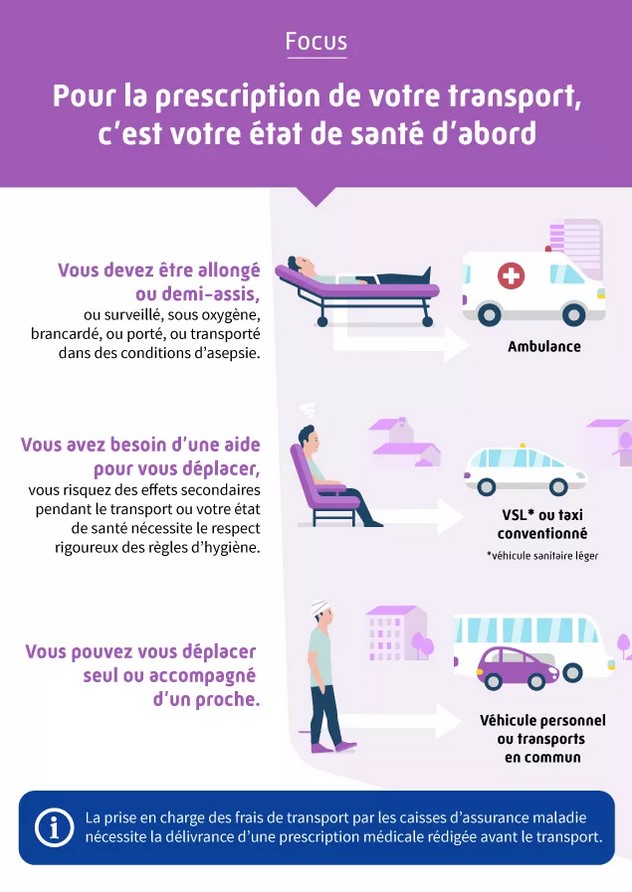 Focus
Pour la prescription de votre transport,
c'est votre état de santé d'abord
Vous devez être allongé
ou demi-assis,
ou surveillé, sous oxygène,
brancardé, ou porté, ou transporté
dans des conditions d'asepsie.
Ambulance
Vous avez besoin d'une aide
pour vous déplacer,
vous risquez des effets secondaires
pendant le transport ou votre état
de santé nécessite le respect
rigoureux des règles d'hygiène.
VSL* ou taxi
conventionné
*véhicule sanitaire léger
Vous pouvez vous déplacer
seul ou accompagné
d'un proche.
Véhicule personnel
ou transports
en commun
La prise en charge des frais de transport par les caisses d'assurance maladie
nécessite la délivrance d'une prescription médicale rédigée avant le transport.